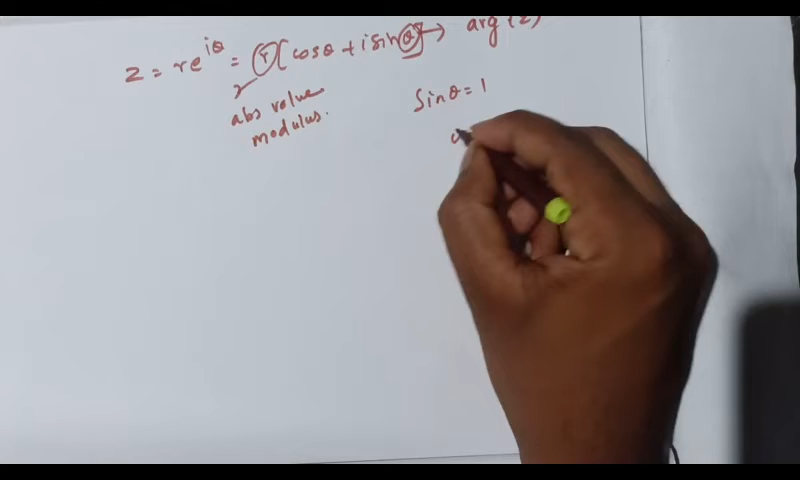 z = re^{iθ} = r(cosθ + i sinθ) → arg(z)
abs value
modulus.
Sinθ = 1